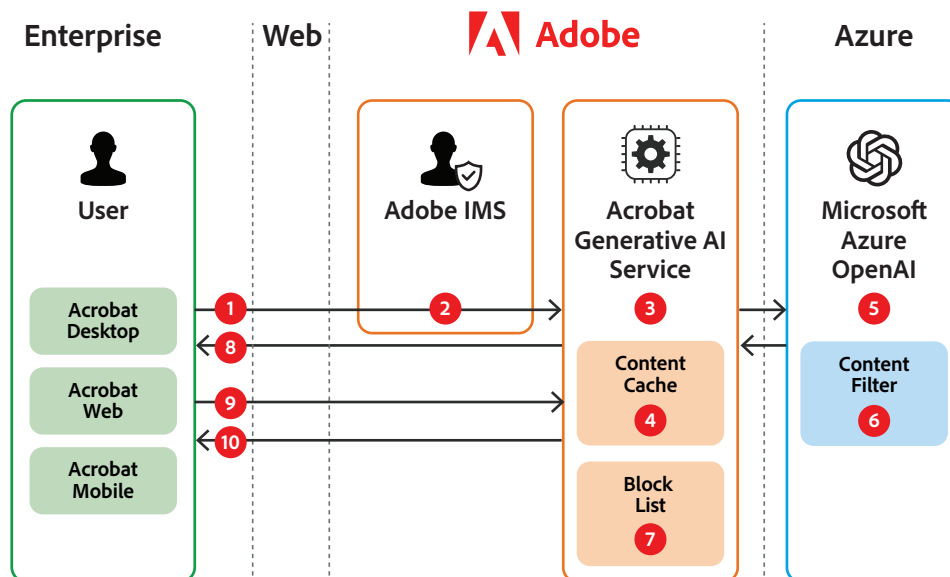 Enterprise
Web
Adobe
Azure
User
Adobe IMS
Acrobat
Generative AI
Service
Microsoft
Azure
OpenAI
Acrobat
Desktop
1
2
3
5
8
Content
Cache
4
Content
Filter
6
Acrobat
Web
9
10
Acrobat
Mobile
Block
List
7